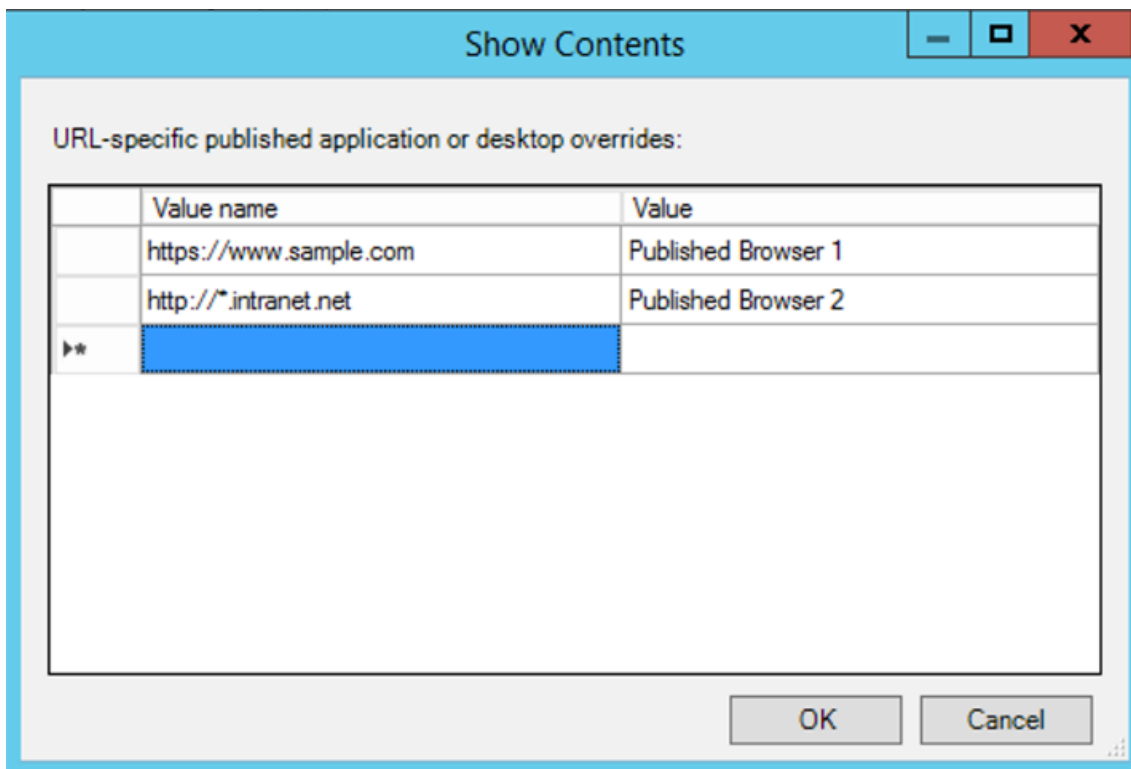 Show Contents
URL-specific published application or desktop overrides:
Value name Value
https://www.sample.com Published Browser 1
http://*.intranet.net Published Browser 2
OK Cancel